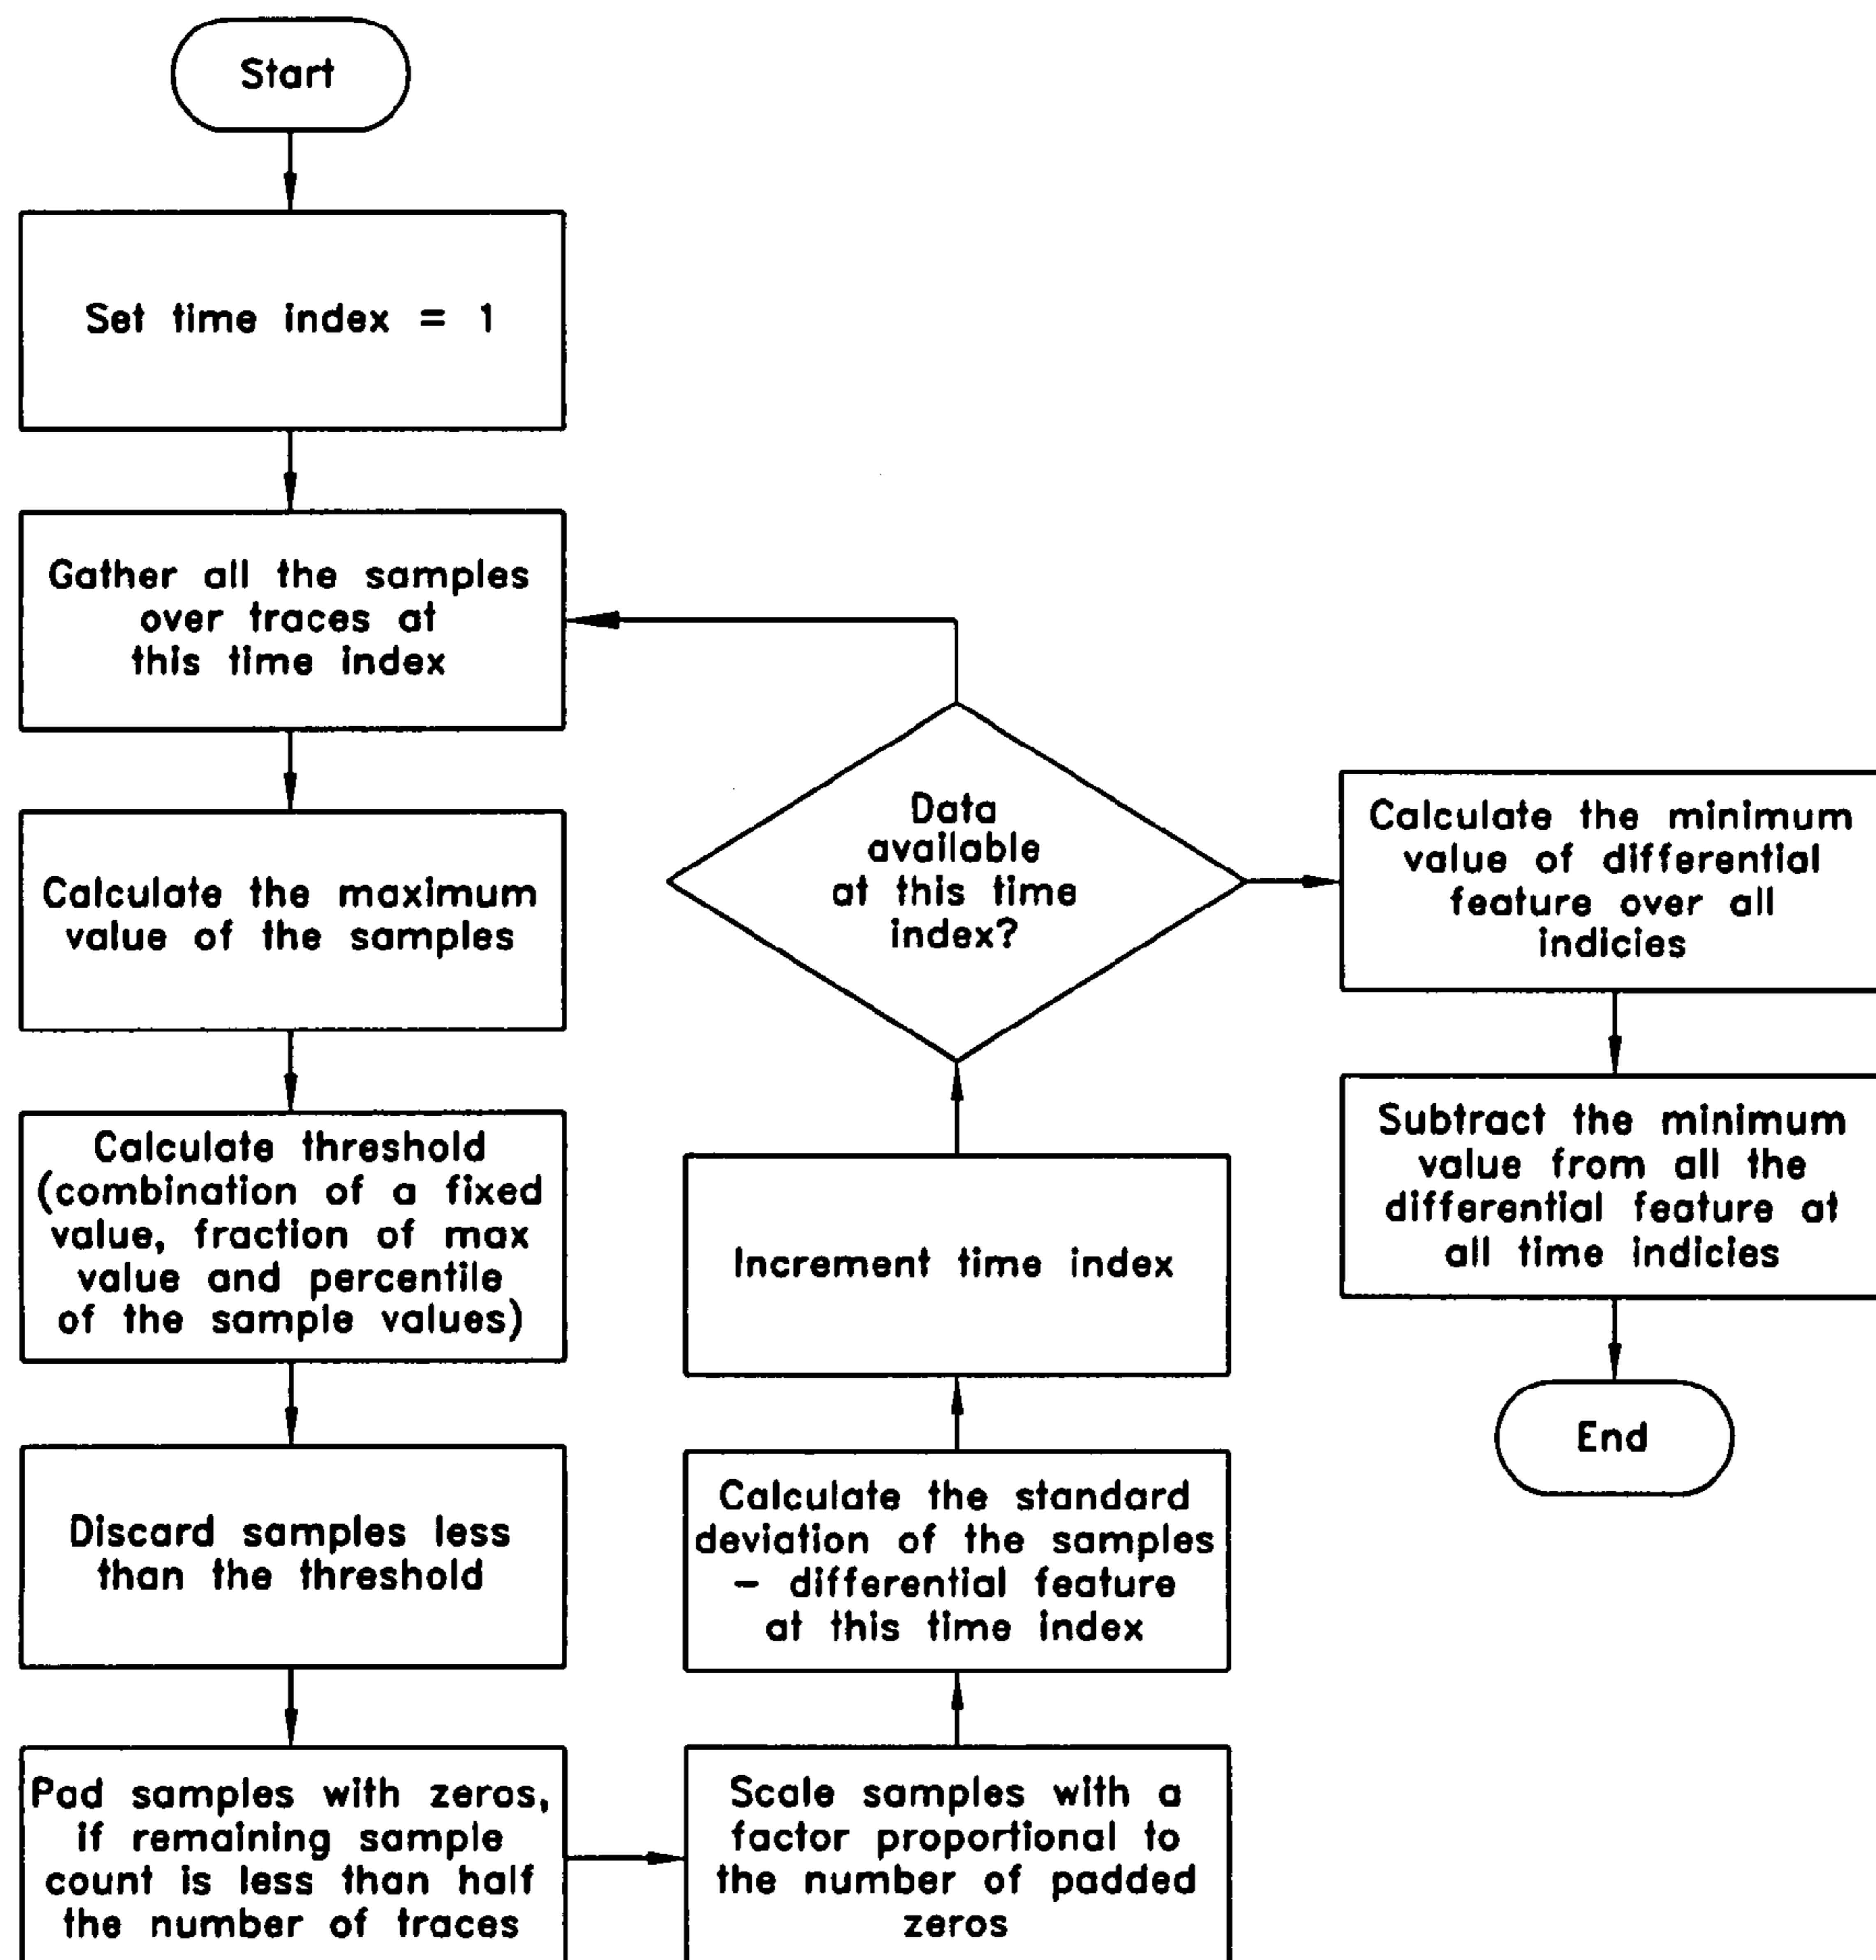 Start
Set time index = 1
Gather all the samples
over traces at
this time index
Calculate the maximum
value of the samples
Calculate threshold
(combination of a fixed
value, fraction of max
value and percentile
of the sample values)
Discard samples less
than the threshold
Pad samples with zeros,
if remaining sample
count is less than half
the number of traces
Scale samples with a
factor proportional to
the number of padded
zeros
Calculate the standard
deviation of the samples
- differential feature
at this time index
Increment time index
Data
available
at this time
index?
Calculate the minimum
value of differential
feature over all
indicies
Subtract the minimum
value from all the
differential feature at
all time indicies
End